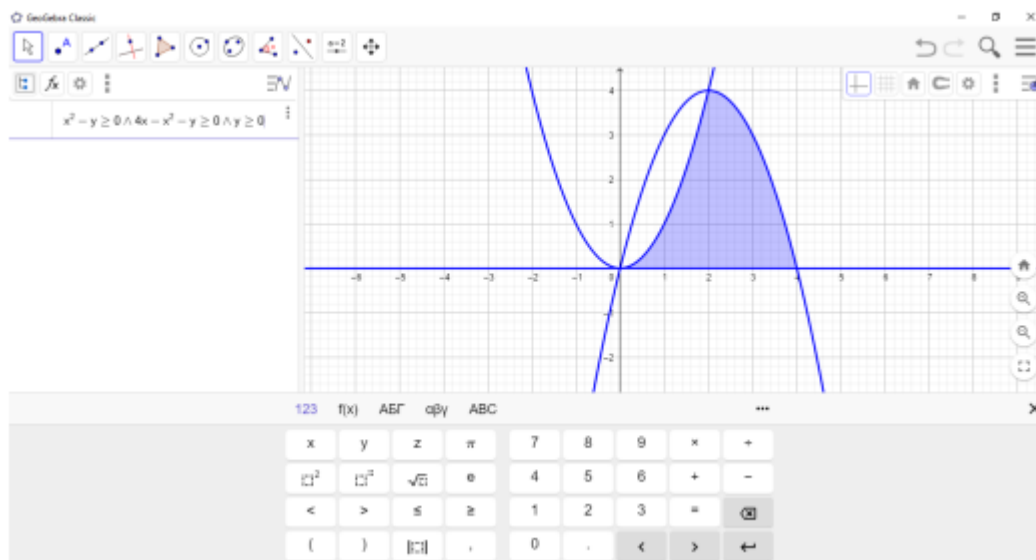 GeoGebra Classic
a=2
x² − y ≥ 0 ∧ 4x − x² − y ≥ 0 ∧ y ≥ 0
4
3
2
1
−6 −5 −4 −3 −2 −1 0 1 2 3 4 5 6 7 8
−1
−2
123 f(x) АБГ αβγ ABC
x y z π 7 8 9 × ÷
e 4 5 6 + −
< > ≤ ≥ 1 2 3 =
( ) , 0 . < >